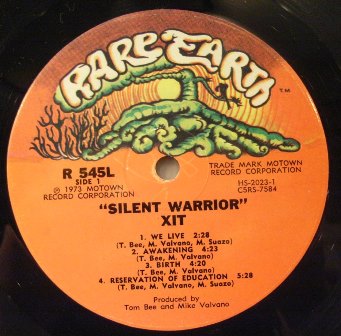 RARE EARTH
TM
R 545L
SIDE 1
℗ 1973 MOTOWN
RECORD CORPORATION
TRADE MARK MOTOWN
RECORD CORPORATION
HS-2023-1
C5RS-7584
"SILENT WARRIOR"
XIT
1. WE LIVE 2:28
(T. Bee, M. Valvano, M. Suazo)
2. AWAKENING 4:23
(T. Bee, M. Valvano)
3. BIRTH 4:20
(T. Bee, M. Valvano)
4. RESERVATION OF EDUCATION 5:28
(T. Bee, M. Valvano, M. Suazo)
Produced by
Tom Bee and Mike Valvano